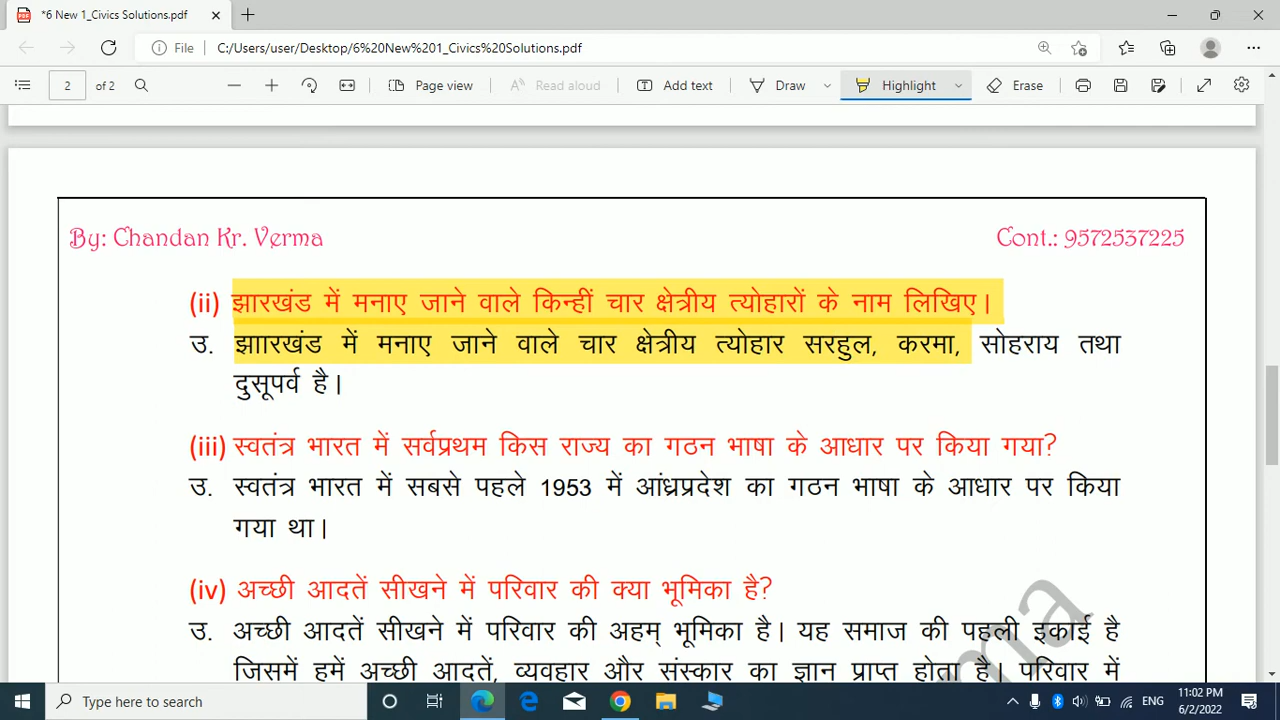 *6 New 1_Civics Solutions.pdf
File C:/Users/user/Desktop/6%20New%201_Civics%20Solutions.pdf
2 of 2 Page view Read aloud Add text Draw Highlight Erase
By: Chandan Kr. Verma Cont.: 9572537225
(ii) झारखंड में मनाए जाने वाले किन्हीं चार क्षेत्रीय त्योहारों के नाम लिखिए।
उ. झाारखंड में मनाए जाने वाले चार क्षेत्रीय त्योहार सरहुल, करमा, सोहराय तथा
दुसूपर्व है।
(iii) स्वतंत्र भारत में सर्वप्रथम किस राज्य का गठन भाषा के आधार पर किया गया?
उ. स्वतंत्र भारत में सबसे पहले 1953 में आंध्रप्रदेश का गठन भाषा के आधार पर किया
गया था।
(iv) अच्छी आदतें सीखने में परिवार की क्या भूमिका है?
उ. अच्छी आदतें सीखने में परिवार की अहम् भूमिका है। यह समाज की पहली इकाई है
जिसमें हमें अच्छी आदतें, व्यवहार और संस्कार का ज्ञान प्राप्त होता है। परिवार में
Type here to search
ENG
11:02 PM
6/2/2022